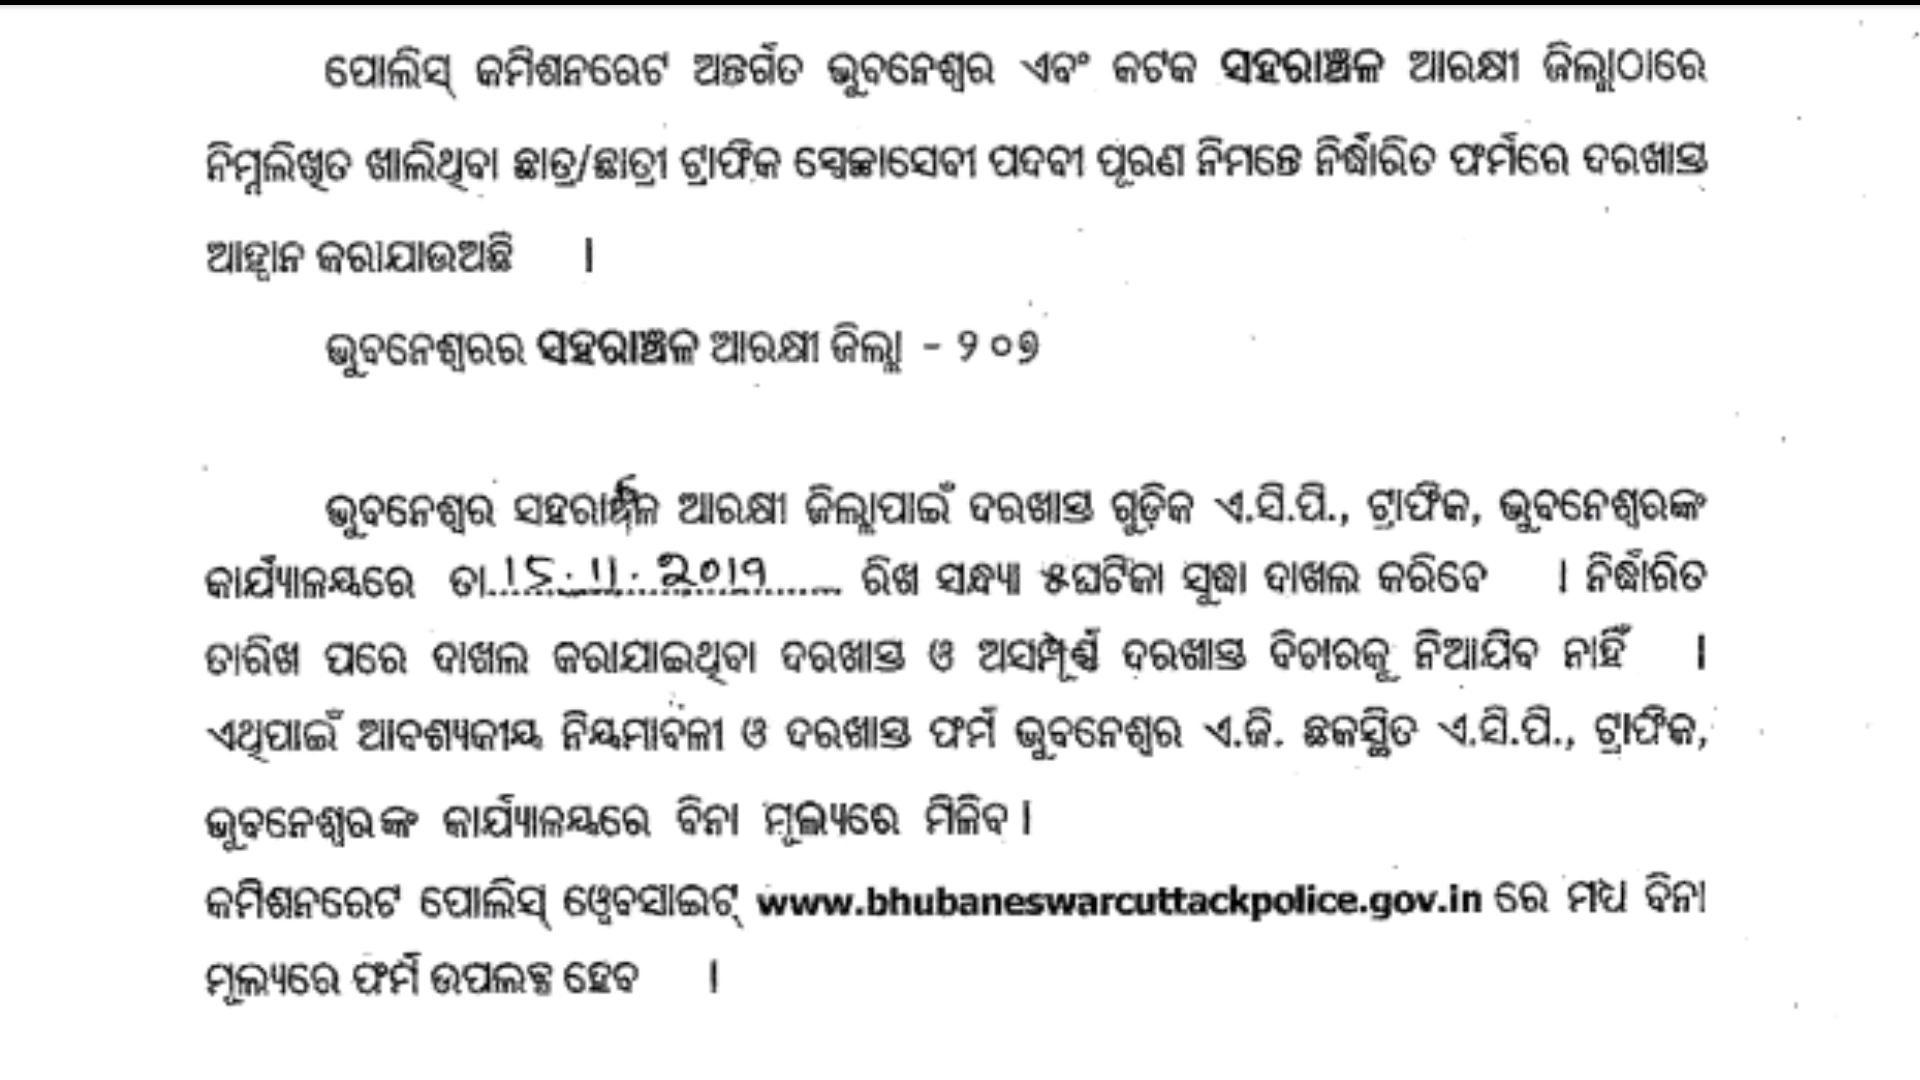 ପୋଲିସ୍ କମିଶନରେଟ ଅନ୍ତର୍ଗତ ଭୁବନେଶ୍ୱର ଏବଂ କଟକ ସହରାଞ୍ଚଳ ଆରକ୍ଷୀ ଜିଲ୍ଲାଠାରେ
ନିମ୍ନଲିଖିତ ଖାଲିଥିବା ଛାତ୍ର/ଛାତ୍ରୀ ଟ୍ରାଫିକ ସ୍ୱେଚ୍ଛାସେବୀ ପଦବୀ ପୂରଣ ନିମନ୍ତେ ନିର୍ଦ୍ଧାରିତ ଫର୍ମରେ ଦରଖାସ୍ତ
ଆହ୍ୱାନ କରାଯାଉଅଛି ।
ଭୁବନେଶ୍ୱରର ସହରାଞ୍ଚଳ ଆରକ୍ଷୀ ଜିଲ୍ଲା - ୨୦୭
ଭୁବନେଶ୍ୱର ସହରାଞ୍ଚଳ ଆରକ୍ଷୀ ଜିଲ୍ଲାପାଇଁ ଦରଖାସ୍ତ ଗୁଡ଼ିକ ଏ.ସି.ପି., ଟ୍ରାଫିକ, ଭୁବନେଶ୍ୱରଙ୍କ
କାର୍ଯ୍ୟାଳୟରେ ତା..15.11.2017...... ରିଖ ସନ୍ଧ୍ୟା ୫ଘଟିକା ସୁଦ୍ଧା ଦାଖଲ କରିବେ । ନିର୍ଦ୍ଧାରିତ
ତାରିଖ ପରେ ଦାଖଲ କରାଯାଇଥିବା ଦରଖାସ୍ତ ଓ ଅସମ୍ପୂର୍ଣ୍ଣ ଦରଖାସ୍ତ ବିଚାରକୁ ନିଆଯିବ ନାହିଁ ।
ଏଥିପାଇଁ ଆବଶ୍ୟକୀୟ ନିୟମାବଳୀ ଓ ଦରଖାସ୍ତ ଫର୍ମ ଭୁବନେଶ୍ୱର ଏ.ଜି. ଛକସ୍ଥିତ ଏ.ସି.ପି., ଟ୍ରାଫିକ,
ଭୁବନେଶ୍ୱରଙ୍କ କାର୍ଯ୍ୟାଳୟରେ ବିନା ମୂଲ୍ୟରେ ମିଳିବ।
କମିଶନରେଟ ପୋଲିସ୍ ୱେବସାଇଟ୍ www.bhubaneswarcuttackpolice.gov.in ରେ ମଧ୍ୟ ବିନା
ମୂଲ୍ୟରେ ଫର୍ମ ଉପଲବ୍ଧ ହେବ ।